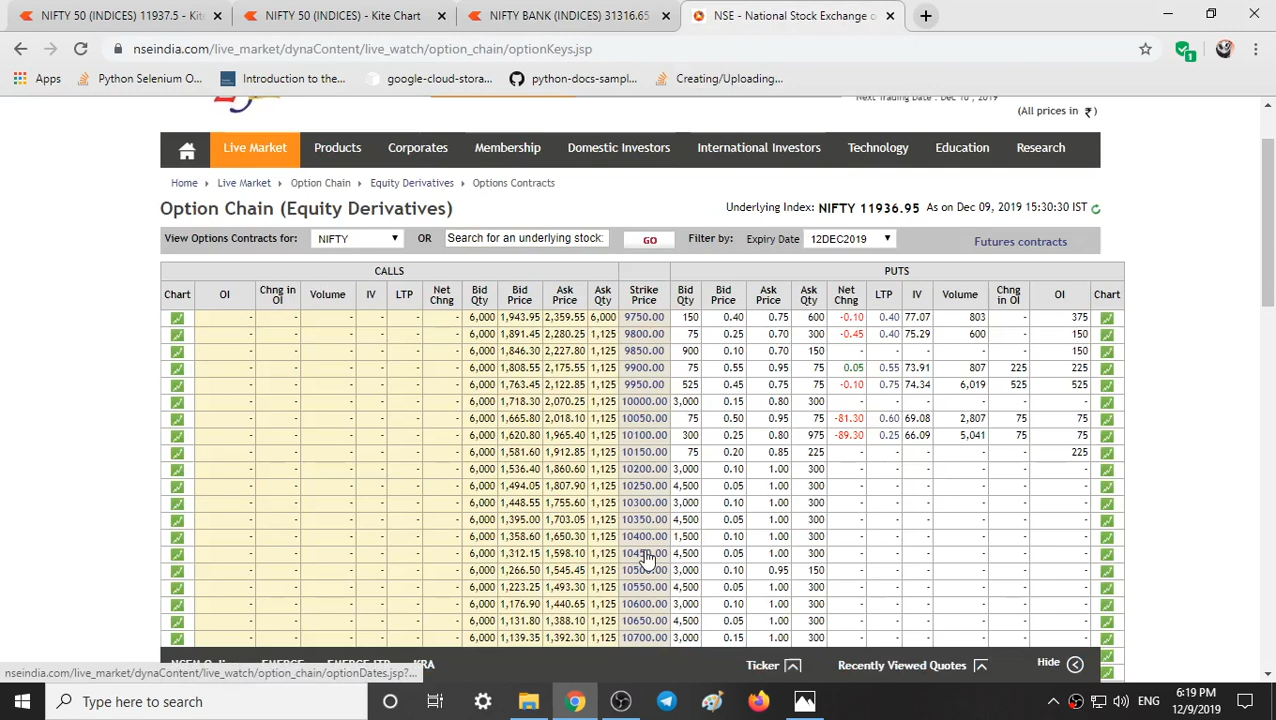 NIFTY 50 (INDICES) 11937.5 - Kite × NIFTY 50 (INDICES) - Kite Chart × NIFTY BANK (INDICES) 31316.65 × NSE - National Stock Exchange o ×
nseindia.com/live_market/dynaContent/live_watch/option_chain/optionKeys.jsp
Apps Python Selenium O... Introduction to the... google-cloud-stora... python-docs-sampl... Creating/Uploading...
Next Trading Date : Dec 10 , 2019
(All prices in ₹)
Live Market Products Corporates Membership Domestic Investors International Investors Technology Education Research
Home Live Market Option Chain Equity Derivatives Options Contracts
Option Chain (Equity Derivatives) Underlying Index: NIFTY 11936.95 As on Dec 09, 2019 15:30:30 IST
View Options Contracts for: NIFTY OR Search for an underlying stock: GO Filter by: Expiry Date 12DEC2019 Futures contracts
CALLS PUTS
Chart OI Chng in OI Volume IV LTP Net Chng Bid Qty Bid Price Ask Price Ask Qty Strike Price Bid Qty Bid Price Ask Price Ask Qty Net Chng LTP IV Volume Chng in OI OI Chart
- - - - - - 6,000 1,943.95 2,359.55 6,000 9750.00 150 0.40 0.75 600 -0.10 0.40 77.07 803 - 375
- - - - - - 6,000 1,891.45 2,280.25 1,125 9800.00 75 0.25 0.70 300 -0.45 0.40 75.29 600 - 150
- - - - - - 6,000 1,846.30 2,227.80 1,125 9850.00 900 0.10 0.70 150 - - - - - 150
- - - - - - 6,000 1,808.55 2,175.55 1,125 9900.00 75 0.55 0.95 75 0.05 0.55 73.91 807 225 225
- - - - - - 6,000 1,763.45 2,122.85 1,125 9950.00 525 0.45 0.75 75 -0.10 0.75 74.34 6,019 525 525
- - - - - - 6,000 1,718.30 2,070.25 1,125 10000.00 3,000 0.15 0.80 300 - - - - - -
- - - - - - 6,000 1,665.80 2,018.10 1,125 10050.00 75 0.50 0.95 75 -81.30 0.60 69.08 2,807 75 75
- - - - - - 6,000 1,620.80 1,965.40 1,125 10100.00 300 0.25 0.80 975 -89.30 0.25 66.09 5,041 75 75
- - - - - - 6,000 1,581.60 1,912.85 1,125 10150.00 75 0.20 0.85 225 - - - - - 225
- - - - - - 6,000 1,536.40 1,860.60 1,125 10200.00 3,000 0.10 1.00 300 - - - - - -
- - - - - - 6,000 1,494.05 1,807.90 1,125 10250.00 4,500 0.05 1.00 300 - - - - - -
- - - - - - 6,000 1,448.55 1,755.60 1,125 10300.00 3,000 0.10 1.00 300 - - - - - -
- - - - - - 6,000 1,395.00 1,703.05 1,125 10350.00 4,500 0.05 1.00 300 - - - - - -
- - - - - - 6,000 1,358.60 1,650.30 1,125 10400.00 1,500 0.10 1.00 300 - - - - - -
- - - - - - 6,000 1,312.15 1,598.10 1,125 10450.00 4,500 0.05 1.00 300 - - - - - -
- - - - - - 6,000 1,266.50 1,545.45 1,125 10500.00 3,000 0.10 0.95 150 - - - - - -
- - - - - - 6,000 1,223.25 1,493.30 1,125 10550.00 4,500 0.05 1.00 300 - - - - - -
- - - - - - 6,000 1,176.90 1,440.65 1,125 10600.00 3,000 0.10 1.00 300 - - - - - -
- - - - - - 6,000 1,131.80 1,388.10 1,125 10650.00 4,500 0.05 1.00 300 - - - - - -
- - - - - - 6,000 1,139.35 1,392.30 1,125 10700.00 3,000 0.15 1.00 300 - - - - - -
Ticker Recently Viewed Quotes Hide
nseindia.com/live_market/dynaContent/live_watch/option_chain/optionDates.jsp?...
Type here to search ENG 6:19 PM
12/9/2019